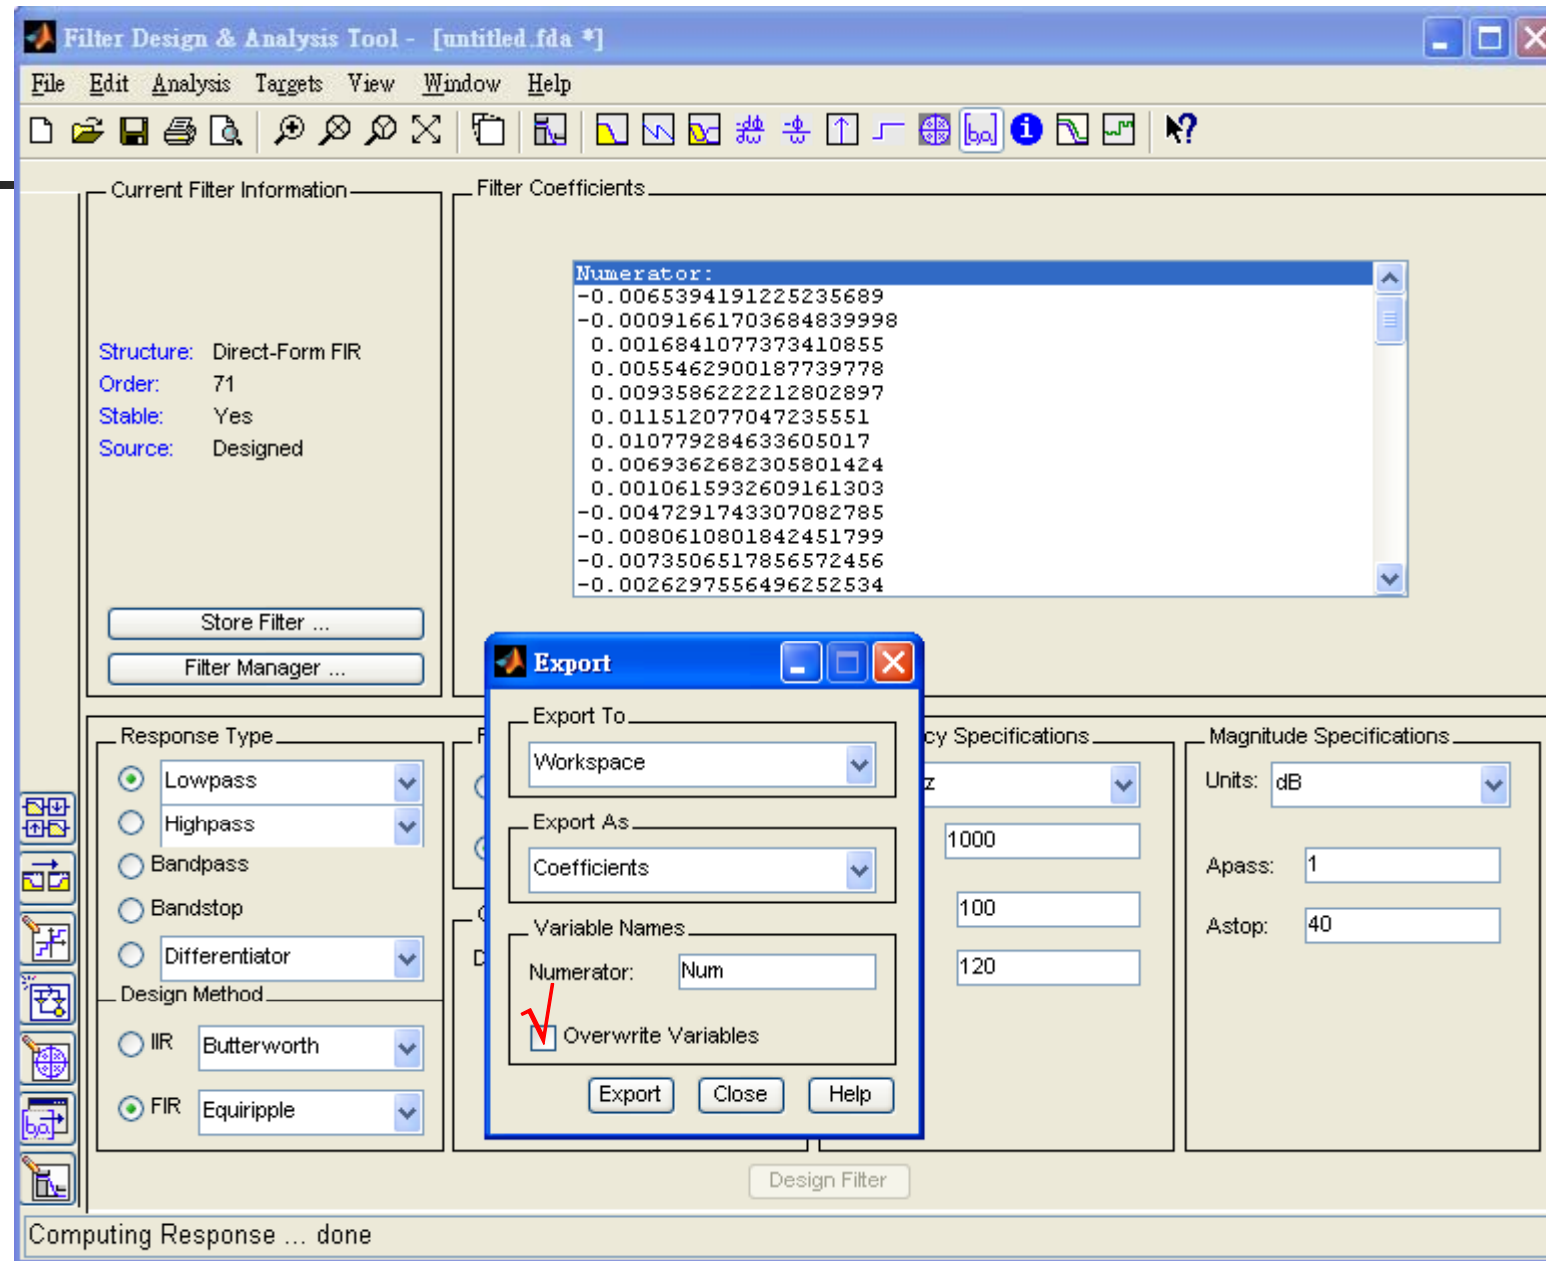 Filter Design & Analysis Tool - [untitled.fda *]
File Edit Analysis Targets View Window Help
Current Filter Information
Structure: Direct-Form FIR
Order: 71
Stable: Yes
Source: Designed
Store Filter ...
Filter Manager ...
Filter Coefficients
Numerator:
-0.0065394191225235689
-0.00091661703684839998
0.0016841077373410855
0.0055462900187739778
0.0093586222212802897
0.011512077047235551
0.010779284633605017
0.0069362682305801424
0.0010615932609161303
-0.0047291743307082785
-0.0080610801842451799
-0.0073506517856572456
-0.0026297556496252534
Response Type
Lowpass
Highpass
Bandpass
Bandstop
Differentiator
Design Method
IIR Butterworth
FIR Equiripple
Export
Export To
Workspace
Export As
Coefficients
Variable Names
Numerator: Num
Overwrite Variables
Export Close Help
cy Specifications
z
1000
100
120
Magnitude Specifications
Units: dB
Apass: 1
Astop: 40
Design Filter
Computing Response ... done